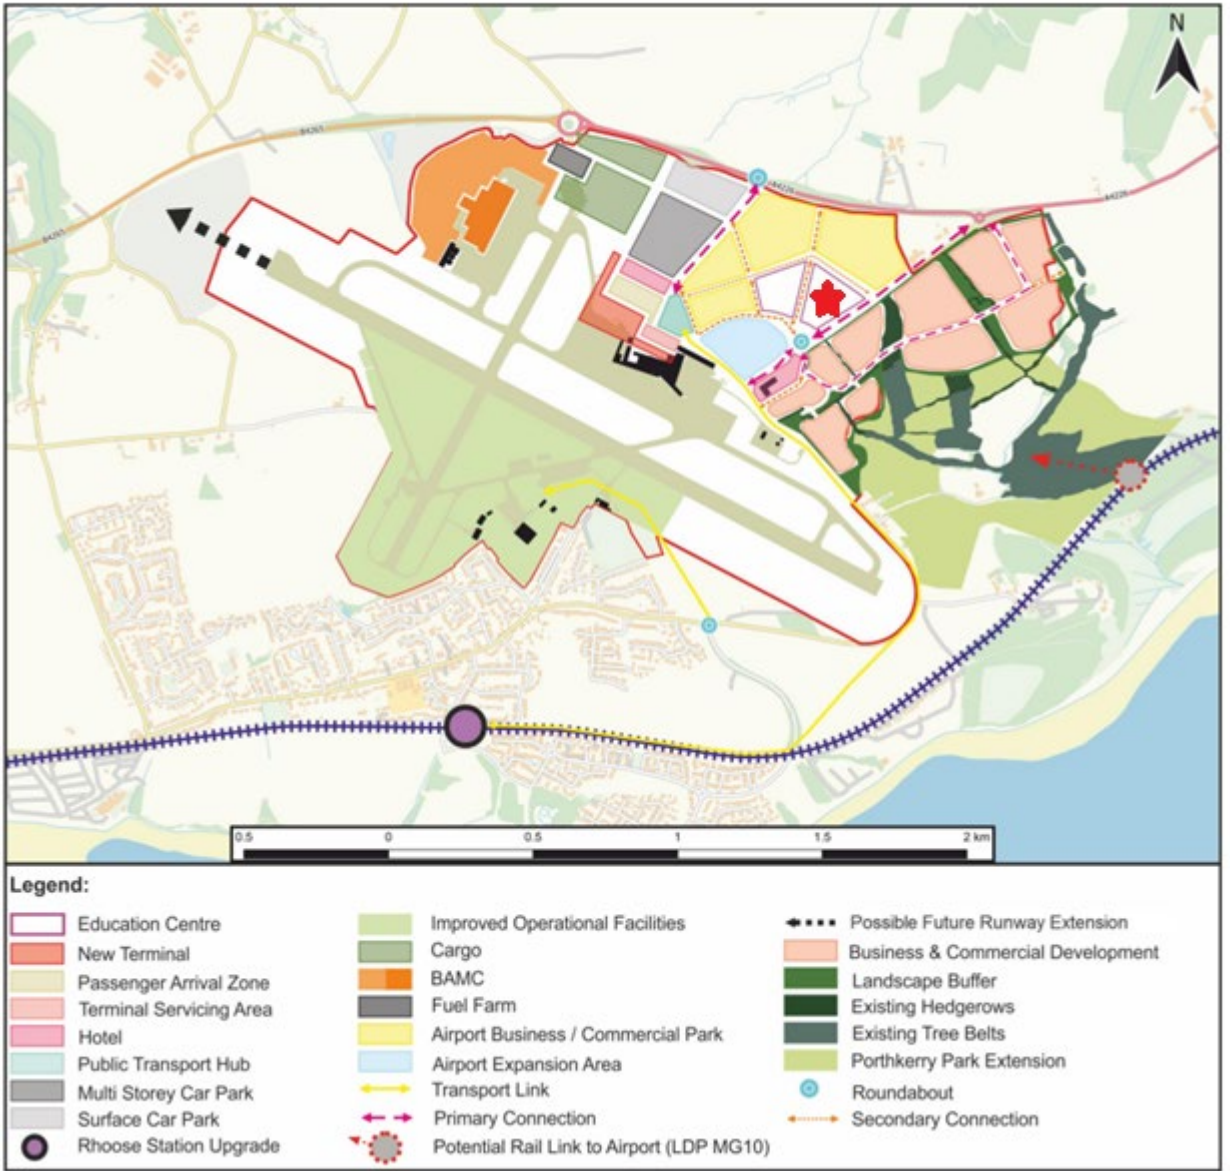 N
B4265
B4265
B4226
B4226
0.5 0 0.5 1 1.5 2 km
Legend:
Education Centre
New Terminal
Passenger Arrival Zone
Terminal Servicing Area
Hotel
Public Transport Hub
Multi Storey Car Park
Surface Car Park
Rhoose Station Upgrade
Improved Operational Facilities
Cargo
BAMC
Fuel Farm
Airport Business / Commercial Park
Airport Expansion Area
Transport Link
Primary Connection
Potential Rail Link to Airport (LDP MG10)
Possible Future Runway Extension
Business & Commercial Development
Landscape Buffer
Existing Hedgerows
Existing Tree Belts
Porthkerry Park Extension
Roundabout
Secondary Connection